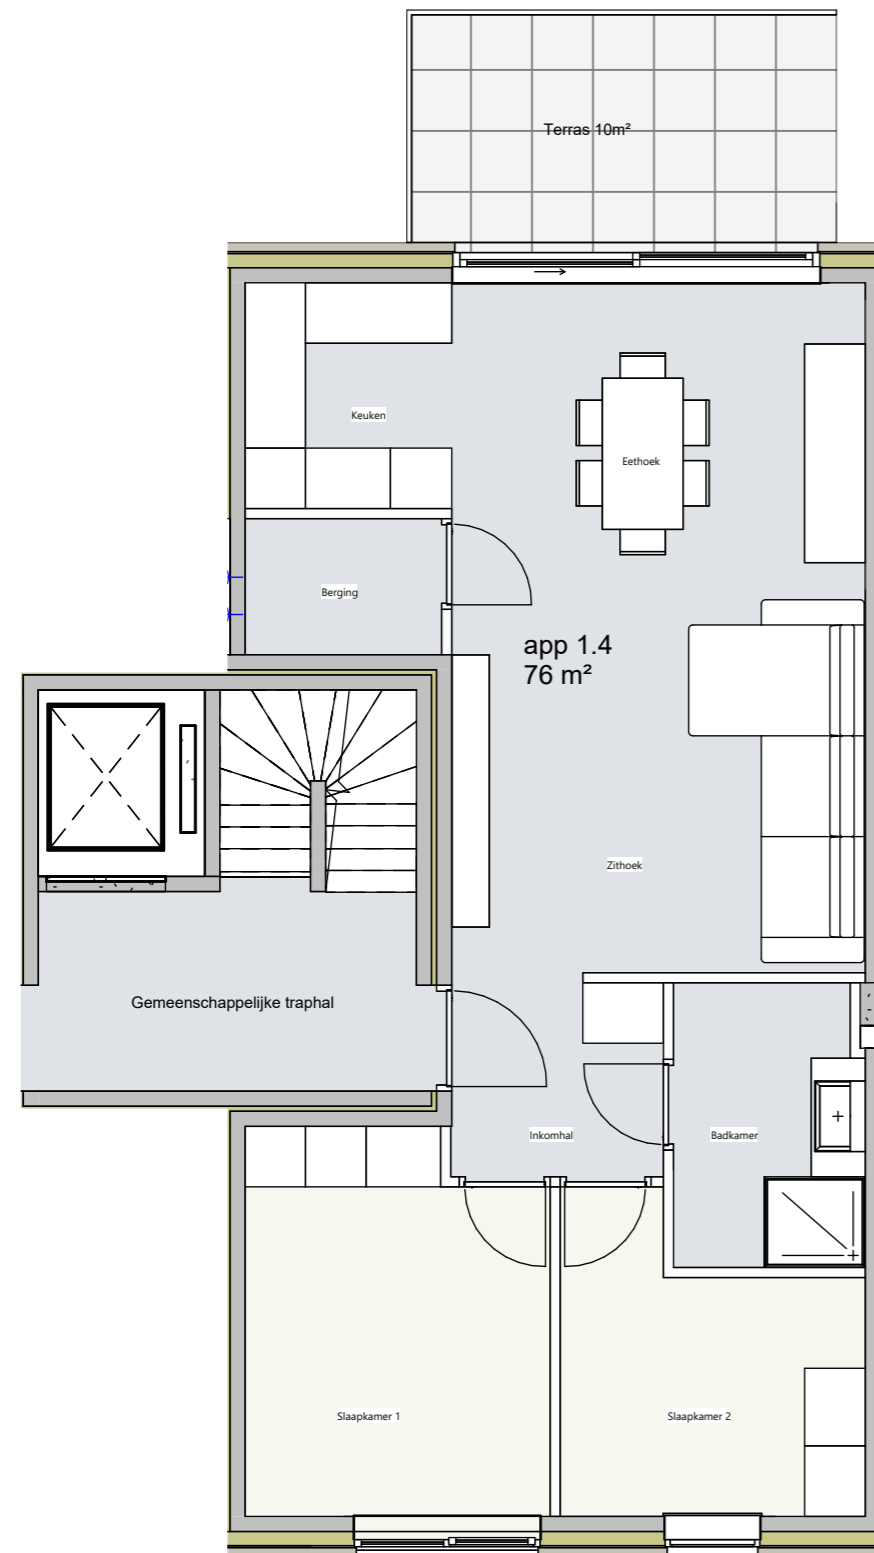 Terras 10m²
Keuken
Eethoek
Berging
app 1.4
76 m²
Zithoek
Gemeenschappelijke traphal
Inkomhal
Badkamer
Slaapkamer 1
Slaapkamer 2